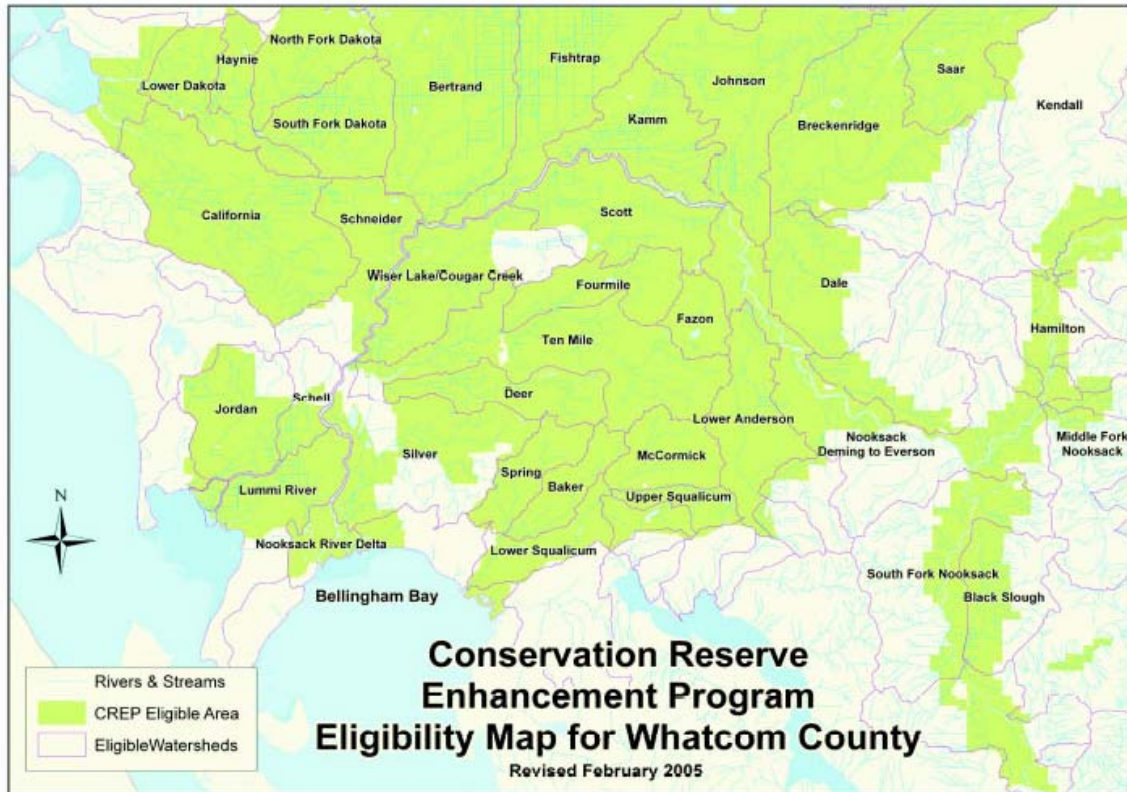 North Fork Dakota
Haynie
Fishtrap
Saar
Lower Dakota
Bertrand
Johnson
Kendall
South Fork Dakota
Kamm
Breckenridge
California
Schneider
Scott
Wiser Lake/Cougar Creek
Fourmile
Dale
Fazon
Ten Mile
Hamilton
Jordan
Schell
Deer
Lower Anderson
Nooksack
Deming to Everson
Middle Fork
Nooksack
Silver
Spring
McCormick
Baker
Lummi River
Upper Squalicum
N
Nooksack River Delta
Lower Squalicum
South Fork Nooksack
Black Slough
Bellingham Bay
Conservation Reserve
Enhancement Program
Eligibility Map for Whatcom County
Revised February 2005
Rivers & Streams
CREP Eligible Area
EligibleWatersheds